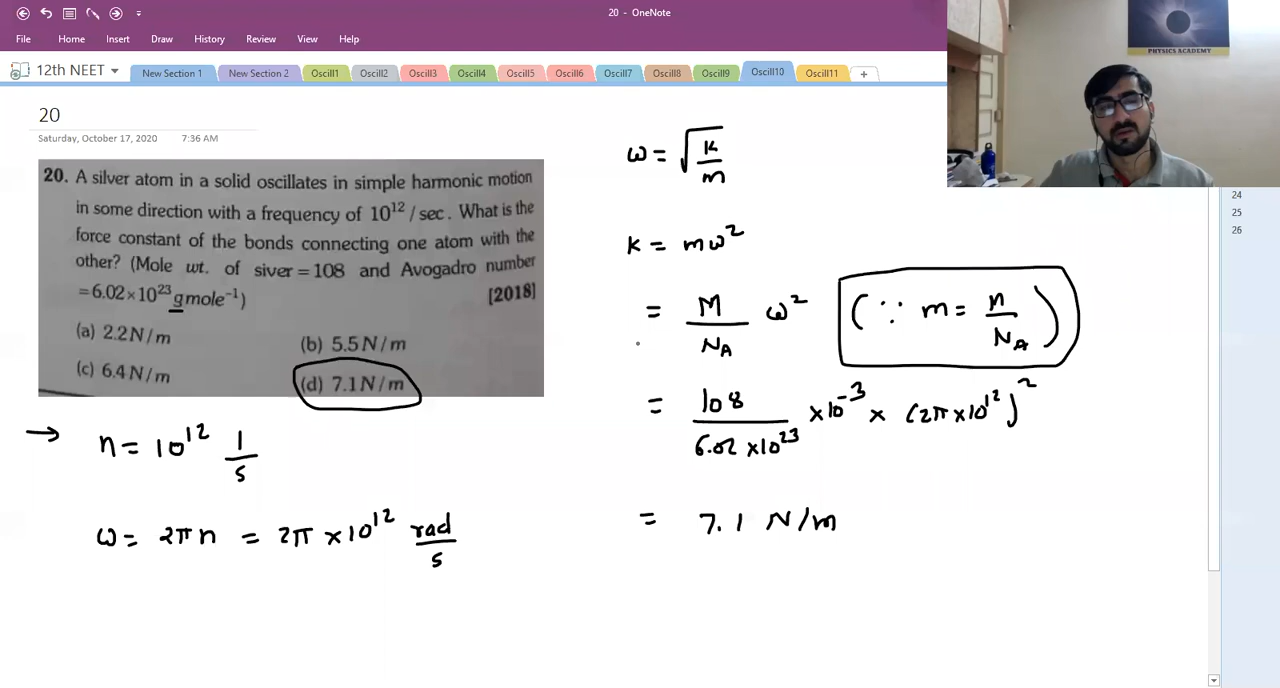 20 - OneNote
File Home Insert Draw History Review View Help
12th NEET New Section 1 New Section 2 Oscill1 Oscill2 Oscill3 Oscill4 Oscill5 Oscill6 Oscill7 Oscill8 Oscill9 Oscill10 Oscill11 +
PHYSICS ACADEMY
20
Saturday, October 17, 2020 7:36 AM
20. A silver atom in a solid oscillates in simple harmonic motion
in some direction with a frequency of 10¹² / sec. What is the
force constant of the bonds connecting one atom with the
other? (Mole wt. of siver = 108 and Avogadro number
= 6.02 × 10²³ g mole⁻¹) [2018]
(a) 2.2 N / m
(b) 5.5 N / m
(c) 6.4 N / m
(d) 7.1 N / m
→ n = 10¹² 1/s
ω = 2πn = 2π × 10¹² rad/s
ω = √(K/m)
K = mω²
= M/N_A ω² (∵ m = n/N_A)
= 108/(6.02 × 10²³) × 10⁻³ × (2π × 10¹²)²
= 7.1 N/m
24
25
26